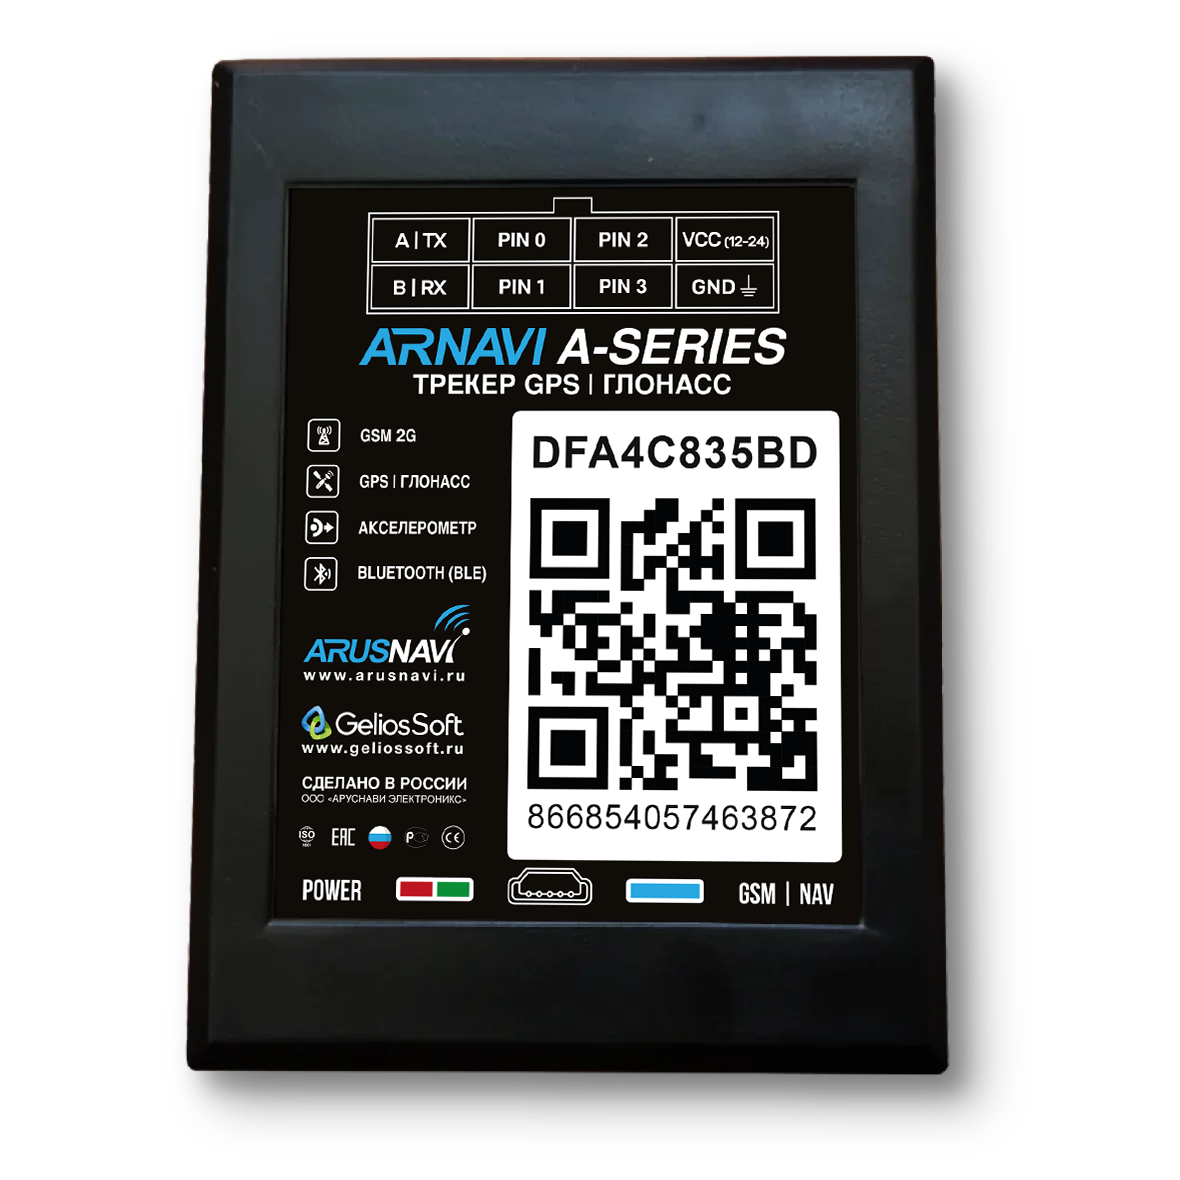 A | TX PIN 0 PIN 2 VCC (12-24)
B | RX PIN 1 PIN 3 GND
ARNAVI A-SERIES
ТРЕКЕР GPS | ГЛОНАСС
GSM 2G
GPS | ГЛОНАСС
АКСЕЛЕРОМЕТР
BLUETOOTH (BLE)
ARUSNAVI
www.arusnavi.ru
GeliosSoft
www.geliossoft.ru
СДЕЛАНО В РОССИИ
ООО «АРУСНАВИ ЭЛЕКТРОНИКС»
ISO EAC P CE
DFA4C835BD
866854057463872
POWER GSM | NAV